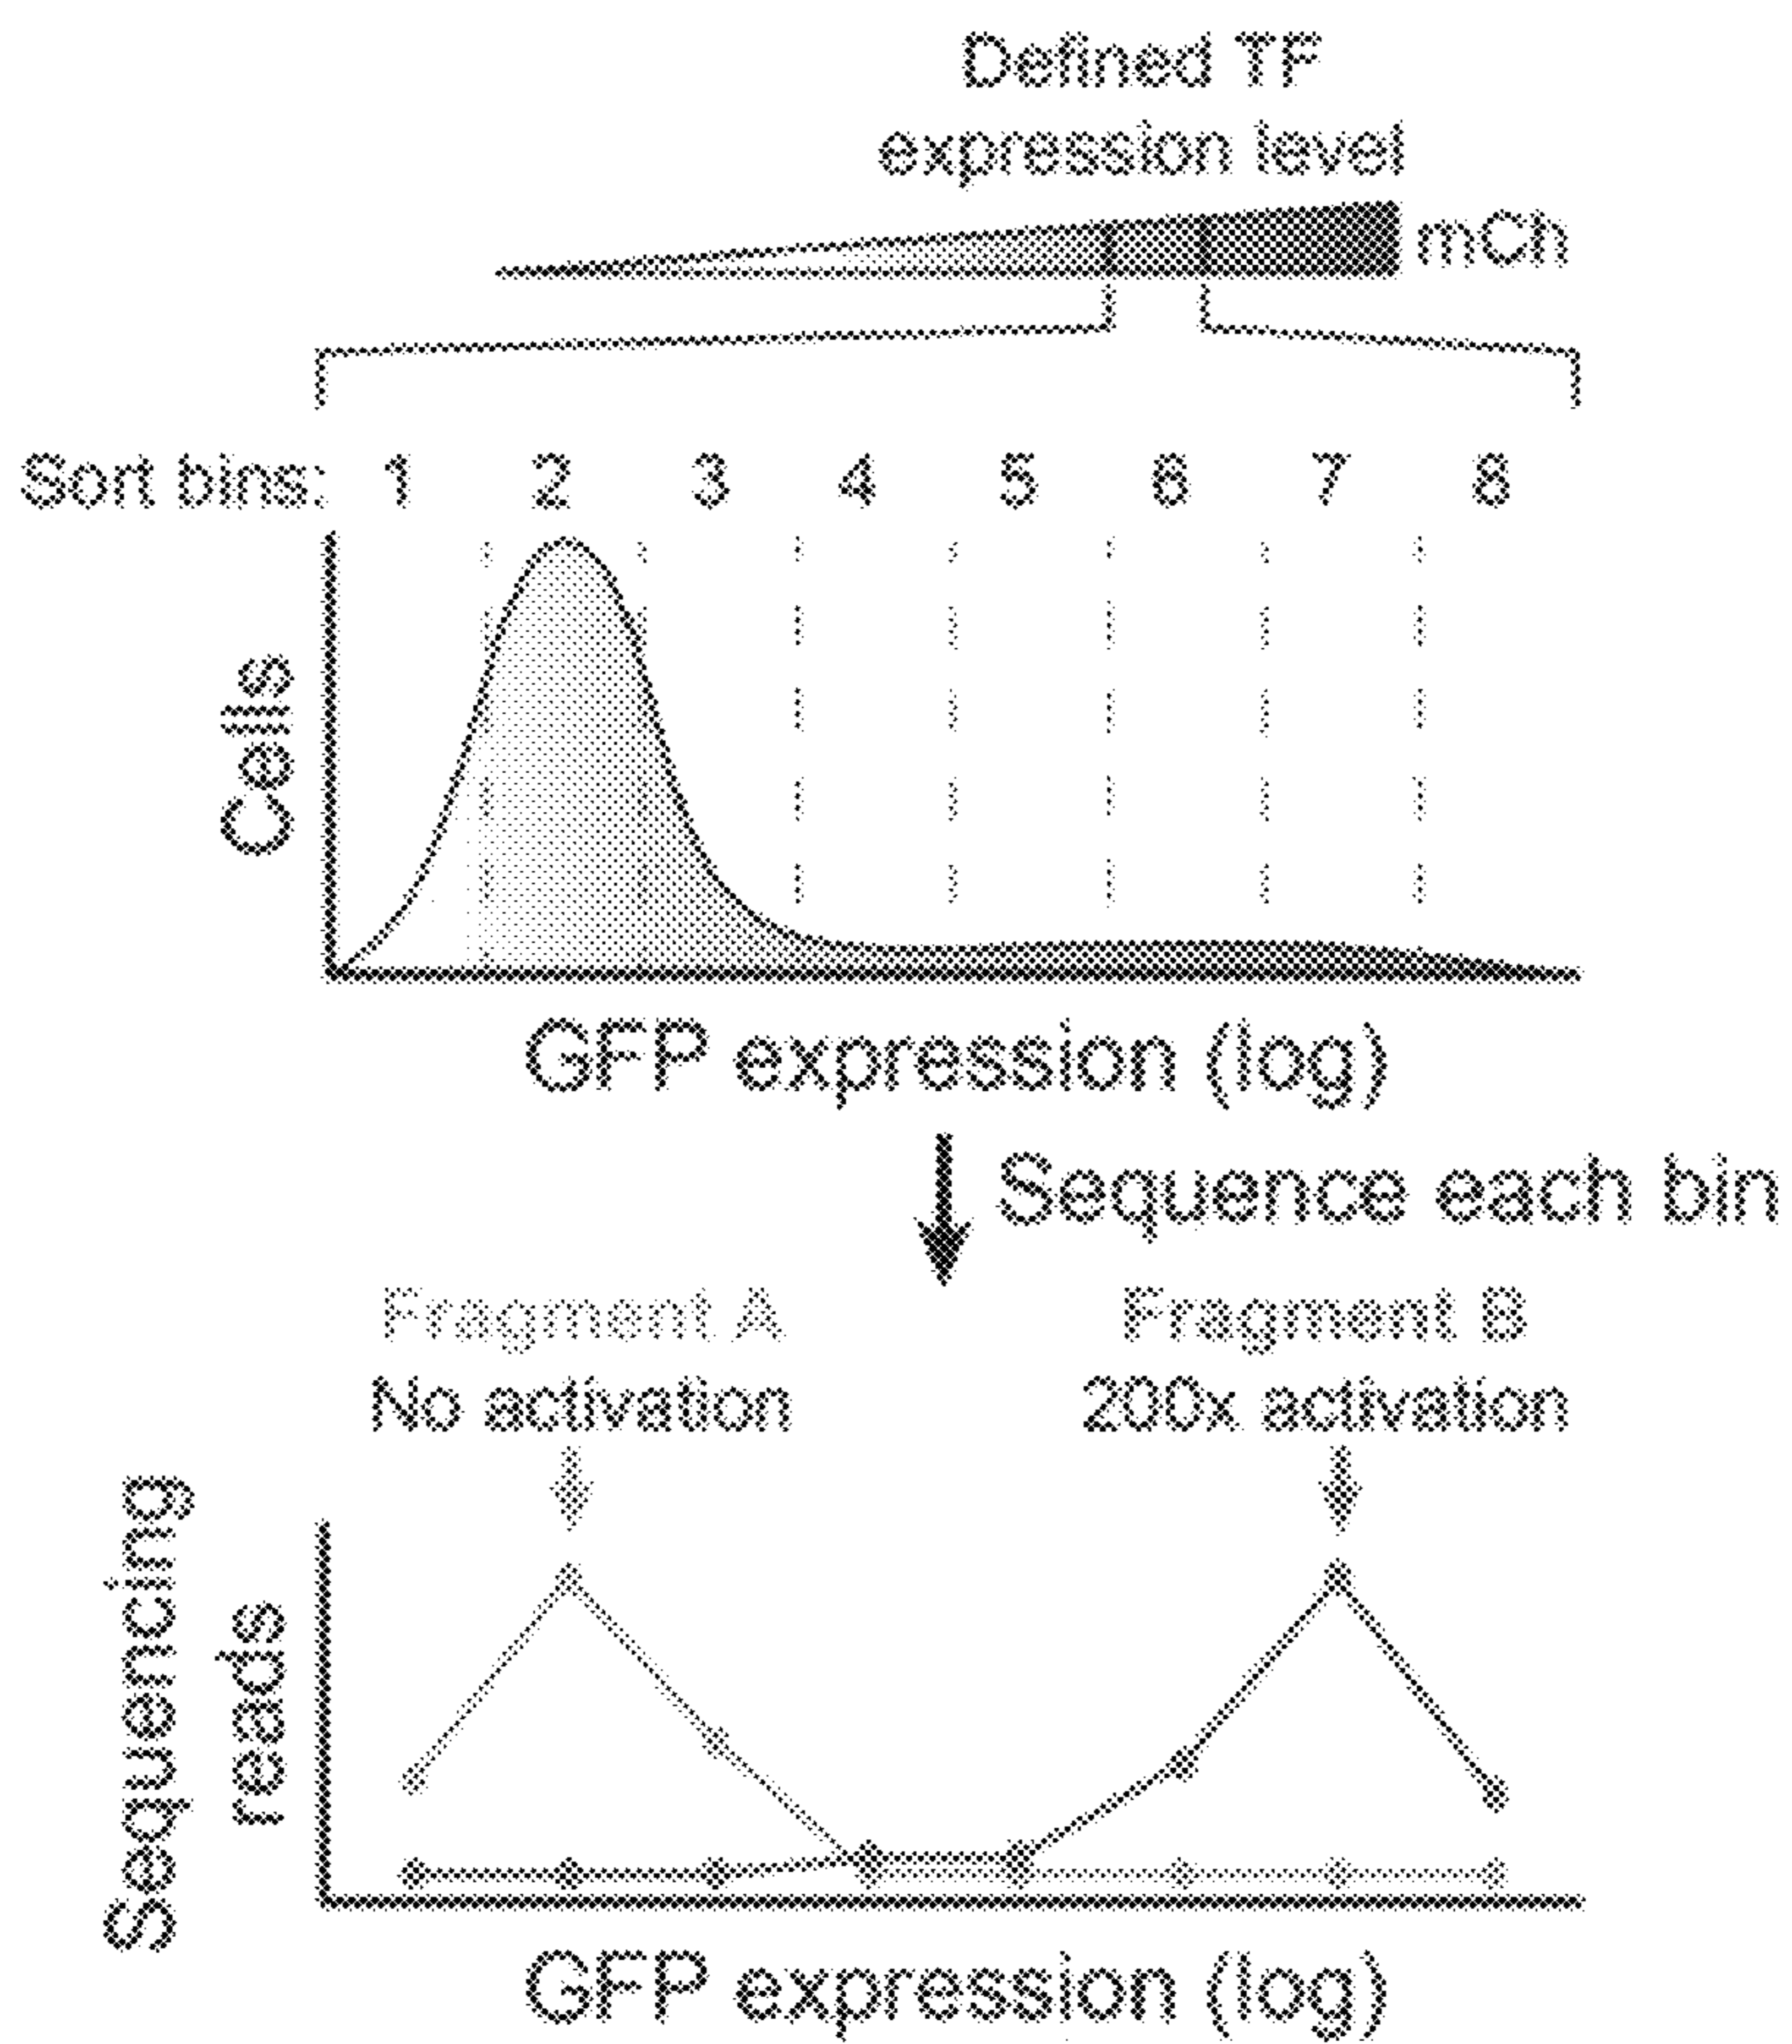 Defined TF
expression level
mCh
Sort bins: 1 2 3 4 5 6 7 8
Cells
GFP expression (log)
Sequence each bin
Fragment A
No activation
Fragment B
200x activation
Sequencing
reads
GFP expression (log)